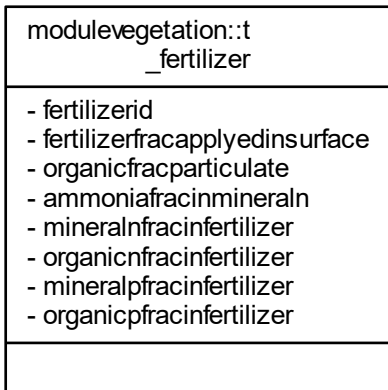 modulevegetation::t
_fertilizer
- fertilizerid
- fertilizerfracapplyedinsurface
- organicfracparticulate
- ammoniafracinmineraln
- mineralnfracinfertilizer
- organicnfracinfertilizer
- mineralpfracinfertilizer
- organicpfracinfertilizer